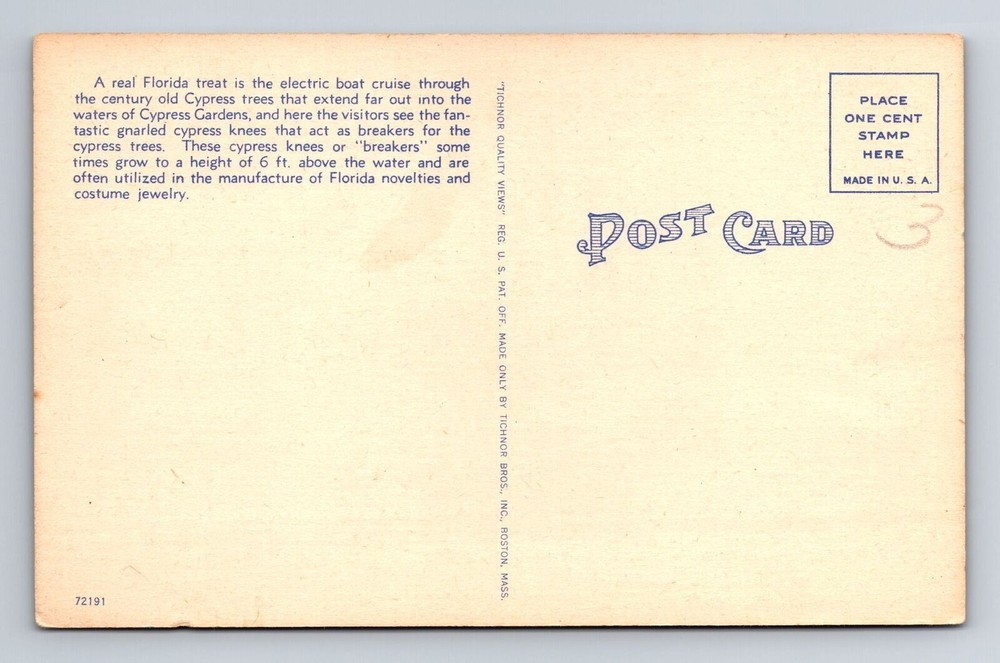 A real Florida treat is the electric boat cruise through
the century old Cypress trees that extend far out into the
waters of Cypress Gardens, and here the visitors see the fan-
tastic gnarled cypress knees that act as breakers for the
cypress trees. These cypress knees or "breakers" some
times grow to a height of 6 ft. above the water and are
often utilized in the manufacture of Florida novelties and
costume jewelry.
72191
"TICHNOR QUALITY VIEWS" REG. U. S. PAT. OFF. MADE ONLY BY TICHNOR BROS., INC., BOSTON, MASS.
POST CARD
PLACE
ONE CENT
STAMP
HERE
MADE IN U. S. A.
3